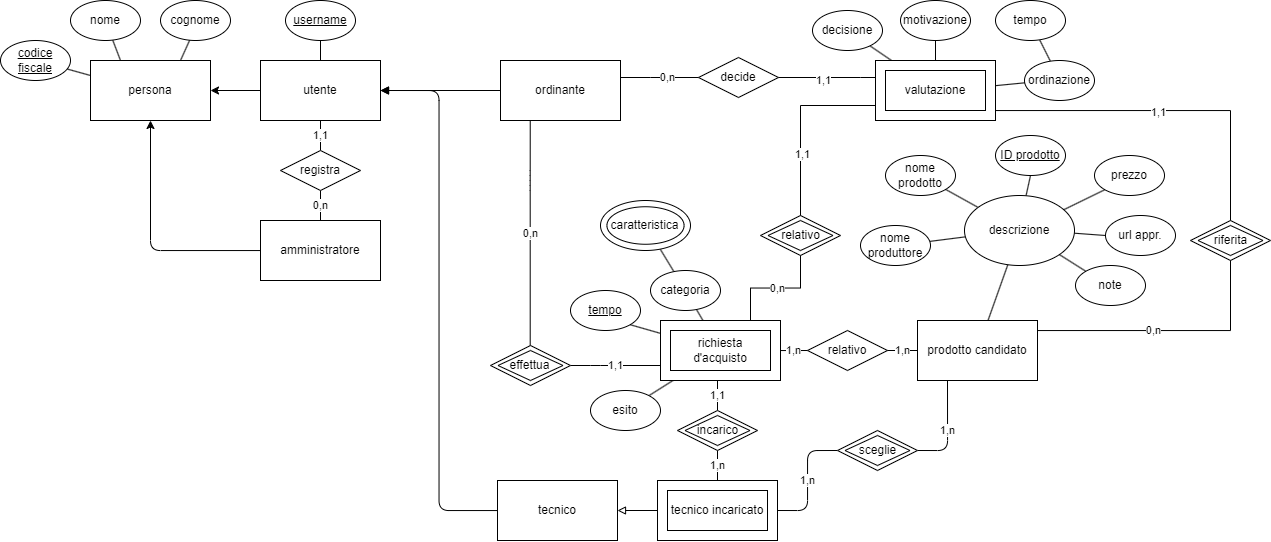 nome
cognome
username
motivazione
tempo
decisione
codice
fiscale
persona
utente
ordinante
0,n
decide
1,1
valutazione
ordinazione
1,1
1,1
registra
0,n
amministratore
1,1
nome
prodotto
ID prodotto
prezzo
caratteristica
0,n
relativo
nome
produttore
descrizione
url appr.
riferita
note
categoria
0,n
tempo
richiesta
d'acquisto
1,n
relativo
1,n
prodotto candidato
0,n
effettua
1,1
1,1
esito
incarico
1,n
sceglie
1,n
1,n
tecnico
tecnico incaricato